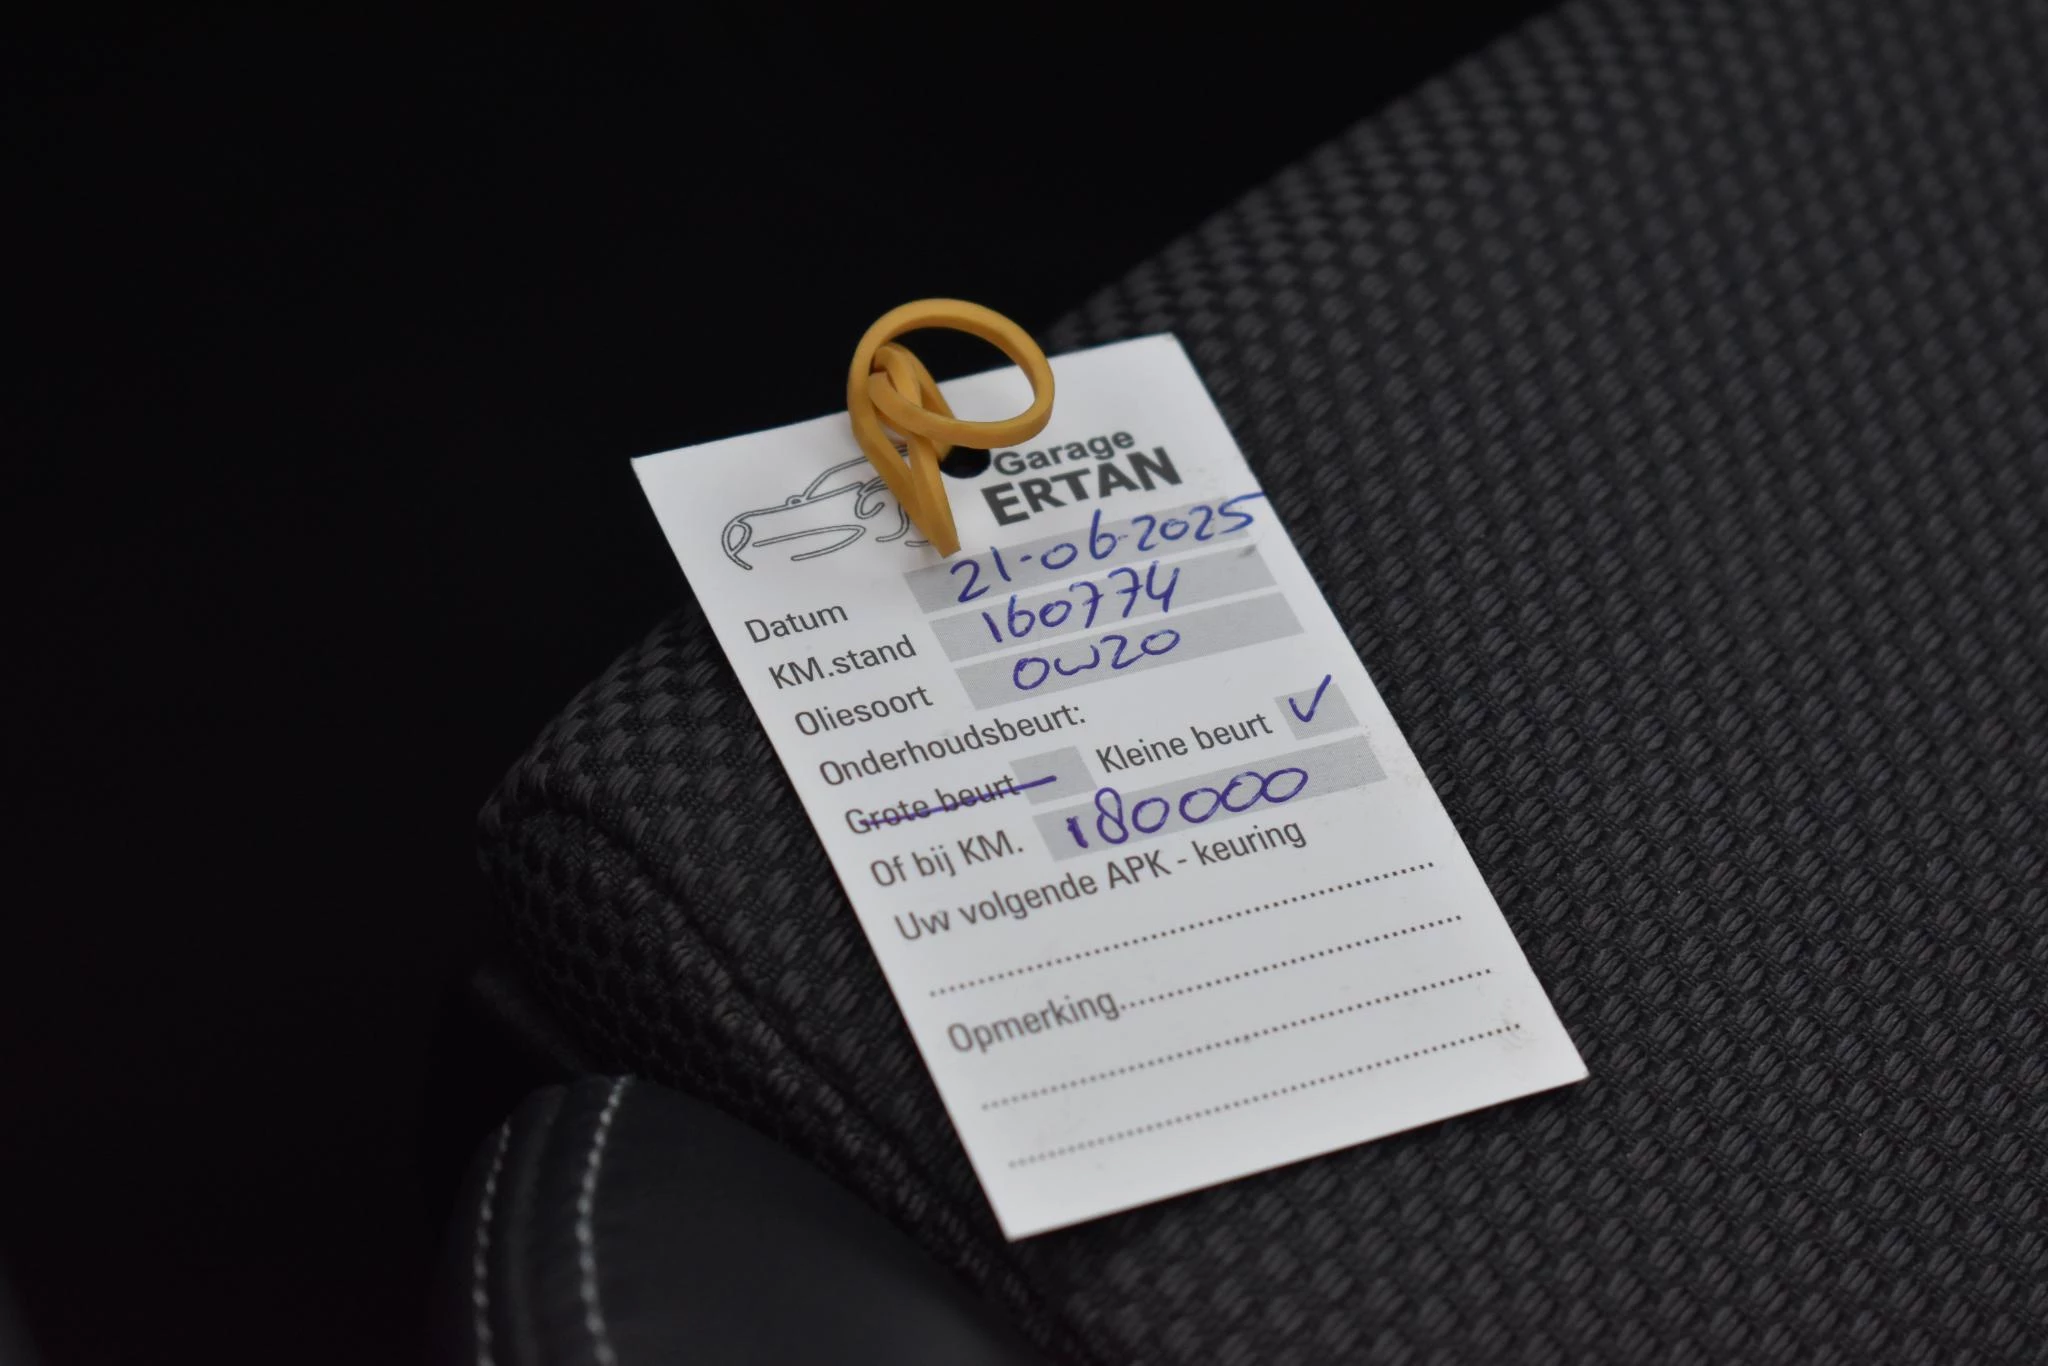 Garage
ERTAN
Datum 21-06-2025
KM.stand 160774
Oliesoort 0W20
Onderhoudsbeurt:
Grote beurt Kleine beurt ✓
Of bij KM. 180000
Uw volgende APK - keuring
Opmerking